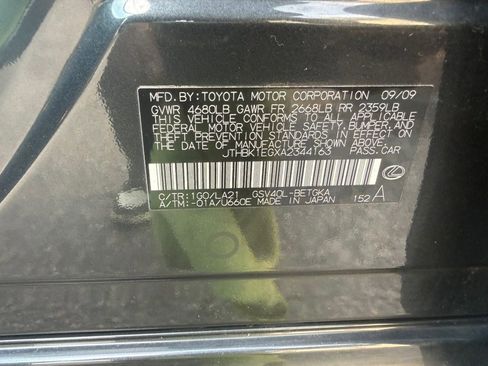 MFD. BY: TOYOTA MOTOR CORPORATION 09/09
GVWR 4680LB GAWR FR 2668LB RR 2359LB
THIS VEHICLE CONFORMS TO ALL APPLICABLE
FEDERAL MOTOR VEHICLE SAFETY, BUMPER, AND
THEFT PREVENTION STANDARDS IN EFFECT ON
THE DATE OF MANUFACTURE SHOWN ABOVE.
JTHBK1EGXA2344163 PASS. CAR
C/TR: 1G0/LA21 GSV40L-BETGKA
A/TM: -01A/U660E MADE IN JAPAN 152 A